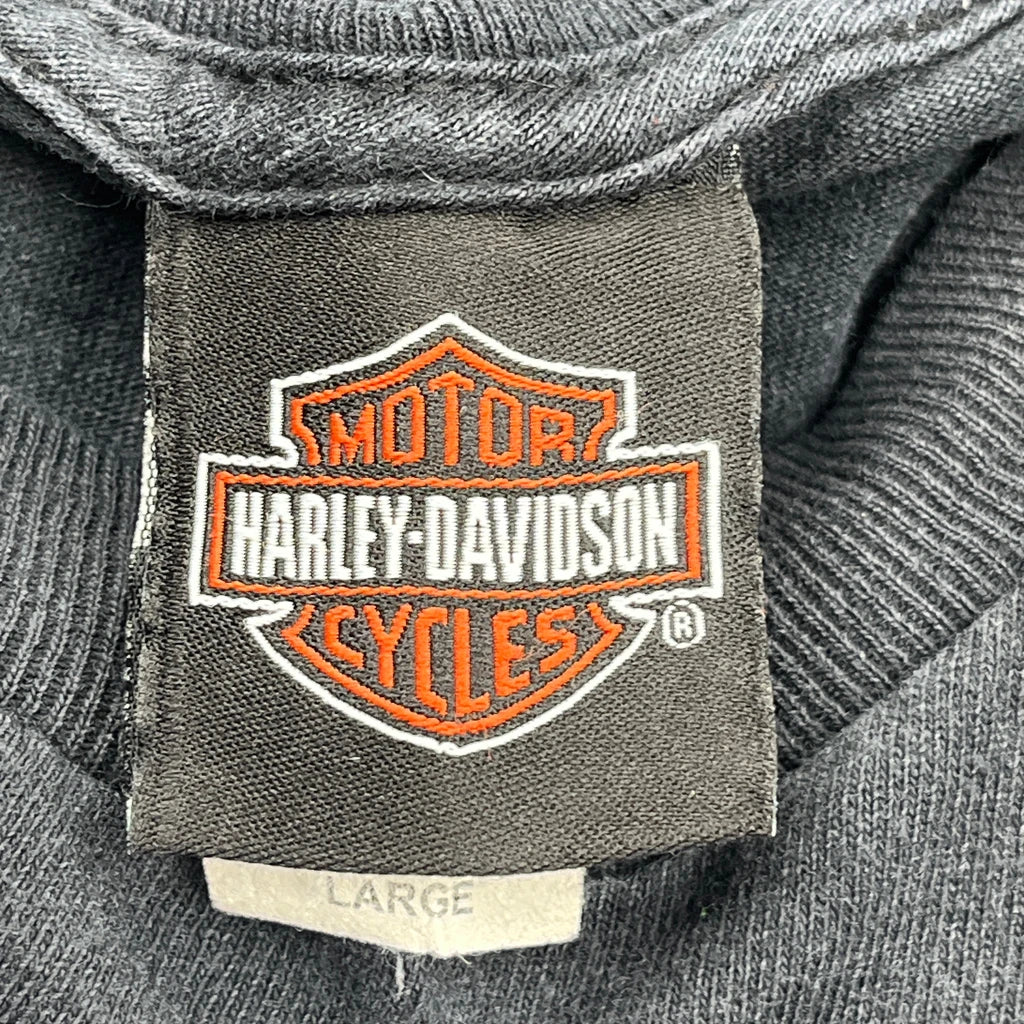 MOTOR
HARLEY-DAVIDSON
CYCLES
®
LARGE